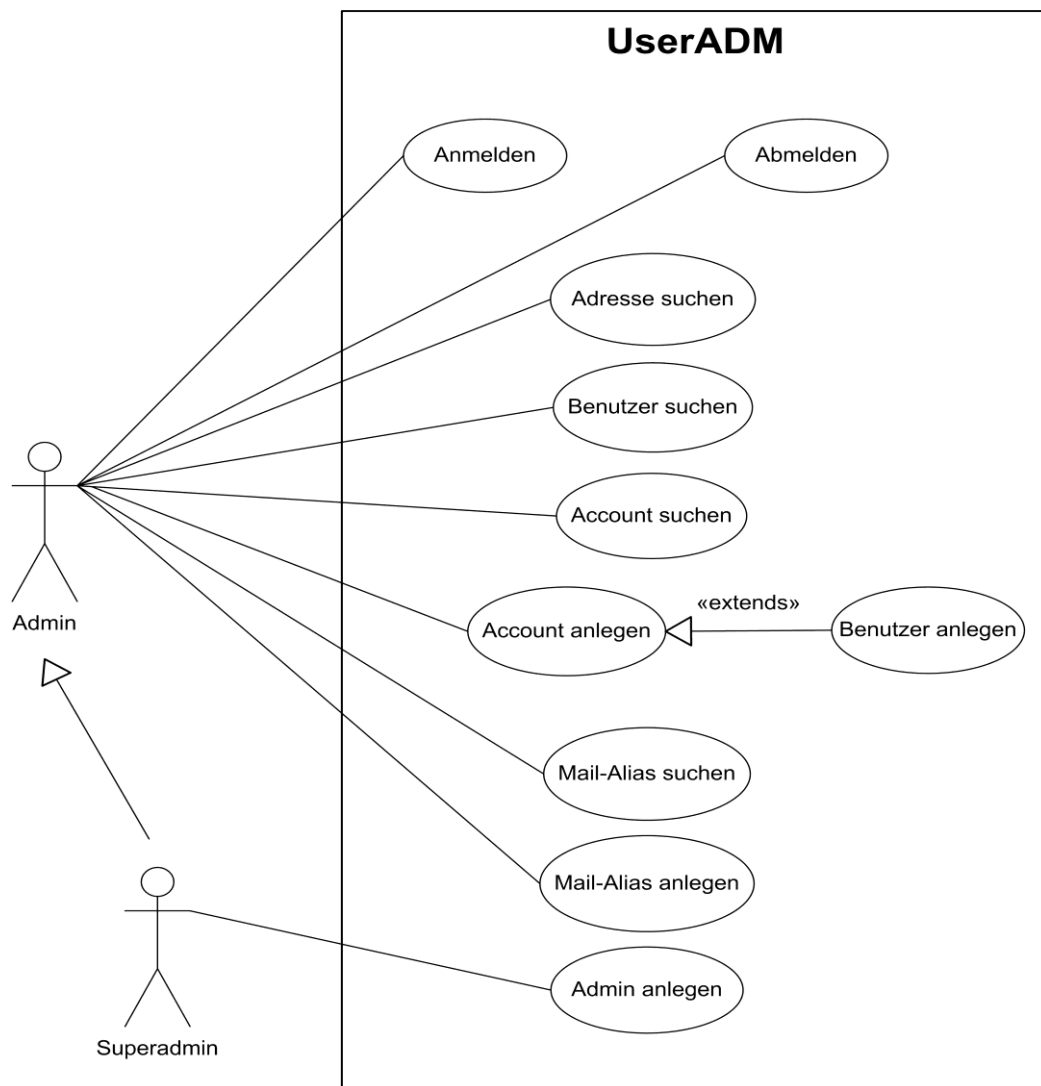 UserADM
Anmelden
Abmelden
Adresse suchen
Benutzer suchen
Account suchen
«extends»
Account anlegen
Benutzer anlegen
Admin
Mail-Alias suchen
Mail-Alias anlegen
Admin anlegen
Superadmin